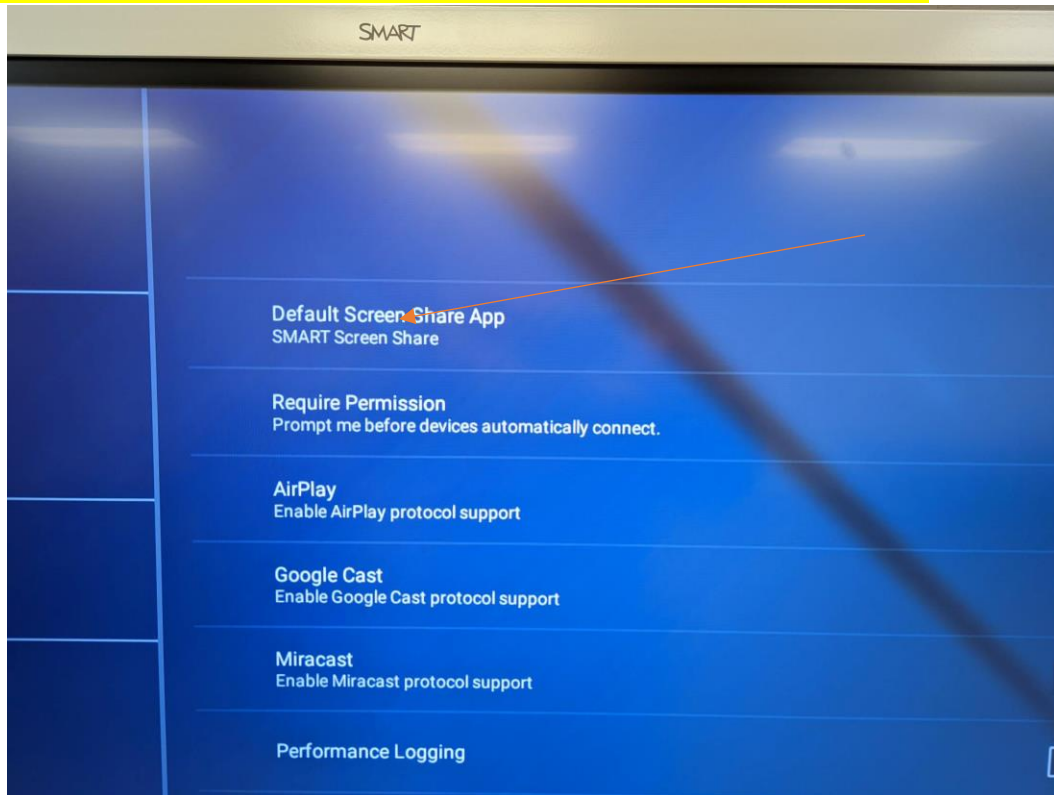 SMART
Default Screen Share App
SMART Screen Share
Require Permission
Prompt me before devices automatically connect.
AirPlay
Enable AirPlay protocol support
Google Cast
Enable Google Cast protocol support
Miracast
Enable Miracast protocol support
Performance Logging